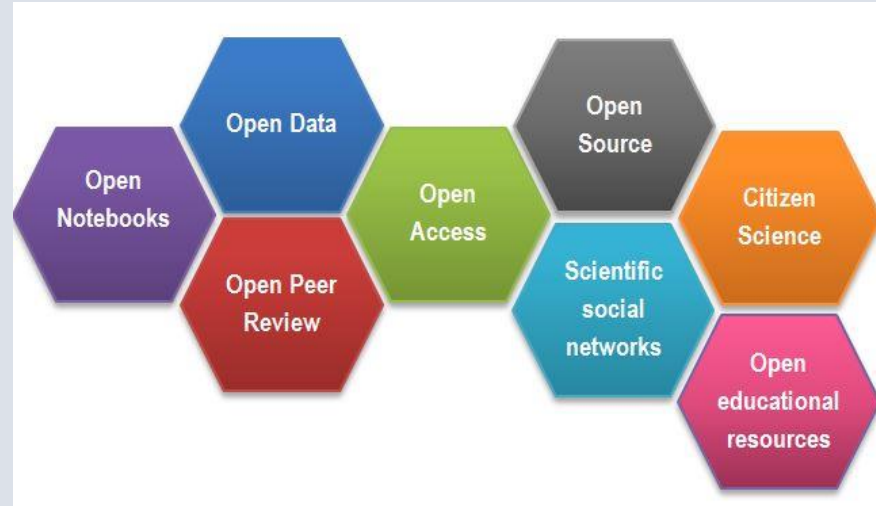 Open
Notebooks
Open Data
Open Peer
Review
Open
Access
Open
Source
Scientific
social
networks
Citizen
Science
Open
educational
resources